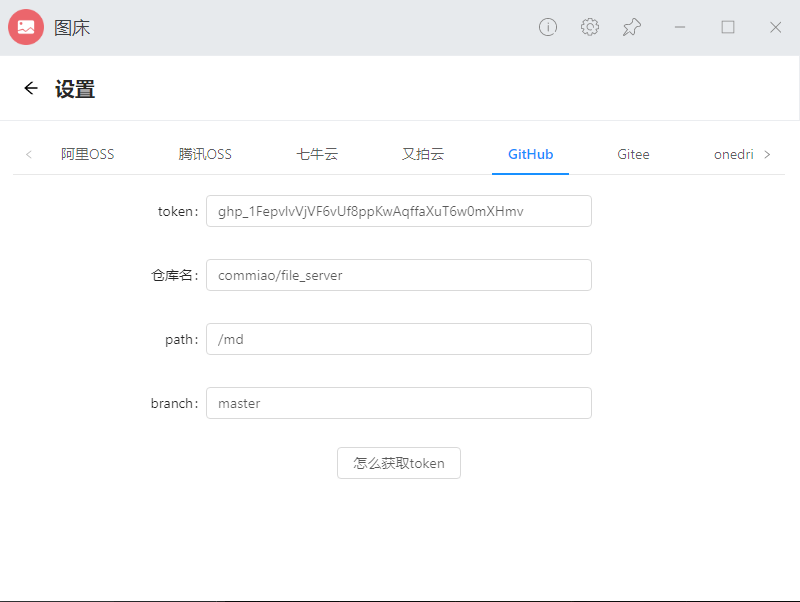 图床
设置
阿里OSS 腾讯OSS 七牛云 又拍云 GitHub Gitee onedri
token:
仓库名: commiao/file_server
path: /md
branch: master
怎么获取token